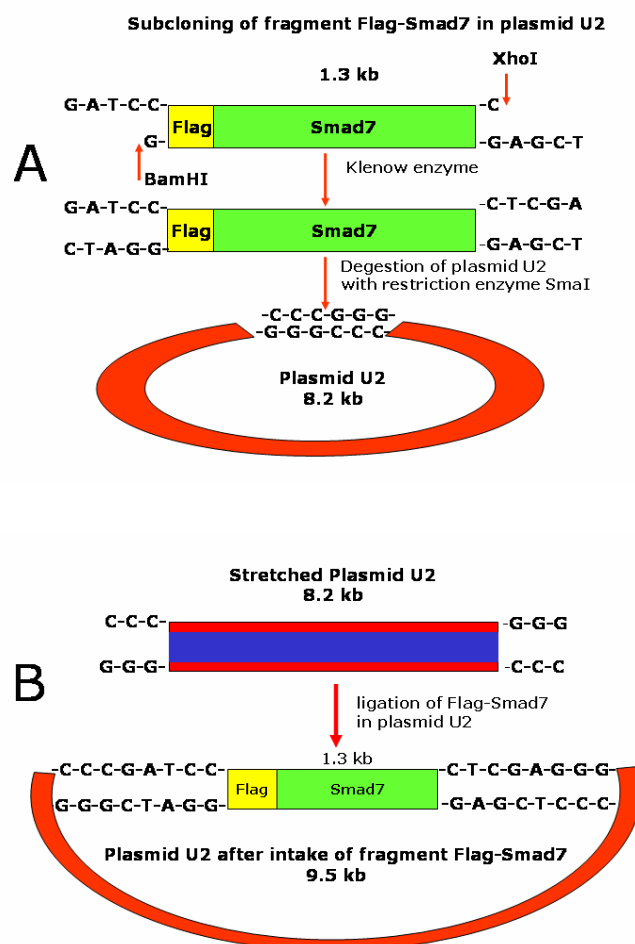 Subcloning of fragment Flag-Smad7 in plasmid U2
XhoI
1.3 kb
G-A-T-C-C-
-C
Flag
Smad7
G-
-G-A-G-C-T
A
BamHI
Klenow enzyme
G-A-T-C-C-
-C-T-C-G-A
Flag
Smad7
C-T-A-G-G-
-G-A-G-C-T
Degestion of plasmid U2
with restriction enzyme SmaI
-C-C-C-G-G-G-
-G-G-G-C-C-C-
Plasmid U2
8.2 kb
Stretched Plasmid U2
8.2 kb
C-C-C-
-G-G-G
G-G-G-
-C-C-C
B
ligation of Flag-Smad7
in plasmid U2
1.3 kb
-C-C-C-G-A-T-C-C-
-C-T-C-G-A-G-G-G-
Flag
Smad7
-G-G-G-C-T-A-G-G-
-G-A-G-C-T-C-C-C-
Plasmid U2 after intake of fragment Flag-Smad7
9.5 kb